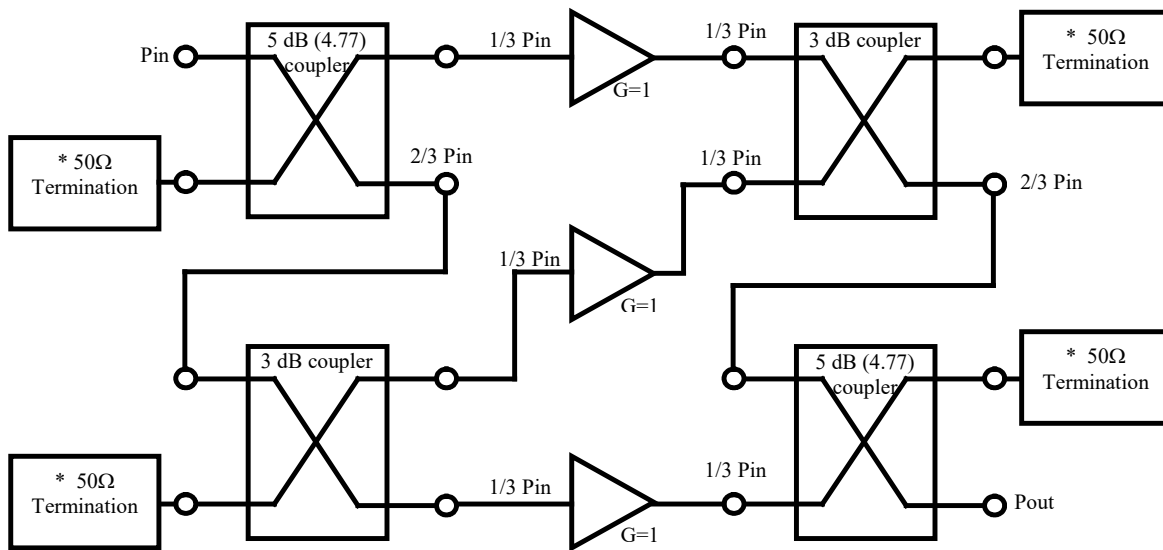 5 dB (4.77)
coupler
3 dB coupler
* 50Ω
Termination
Pin
1/3 Pin
1/3 Pin
G=1
* 50Ω
Termination
2/3 Pin
1/3 Pin
2/3 Pin
1/3 Pin
G=1
3 dB coupler
5 dB (4.77)
coupler
* 50Ω
Termination
* 50Ω
Termination
1/3 Pin
1/3 Pin
G=1
Pout